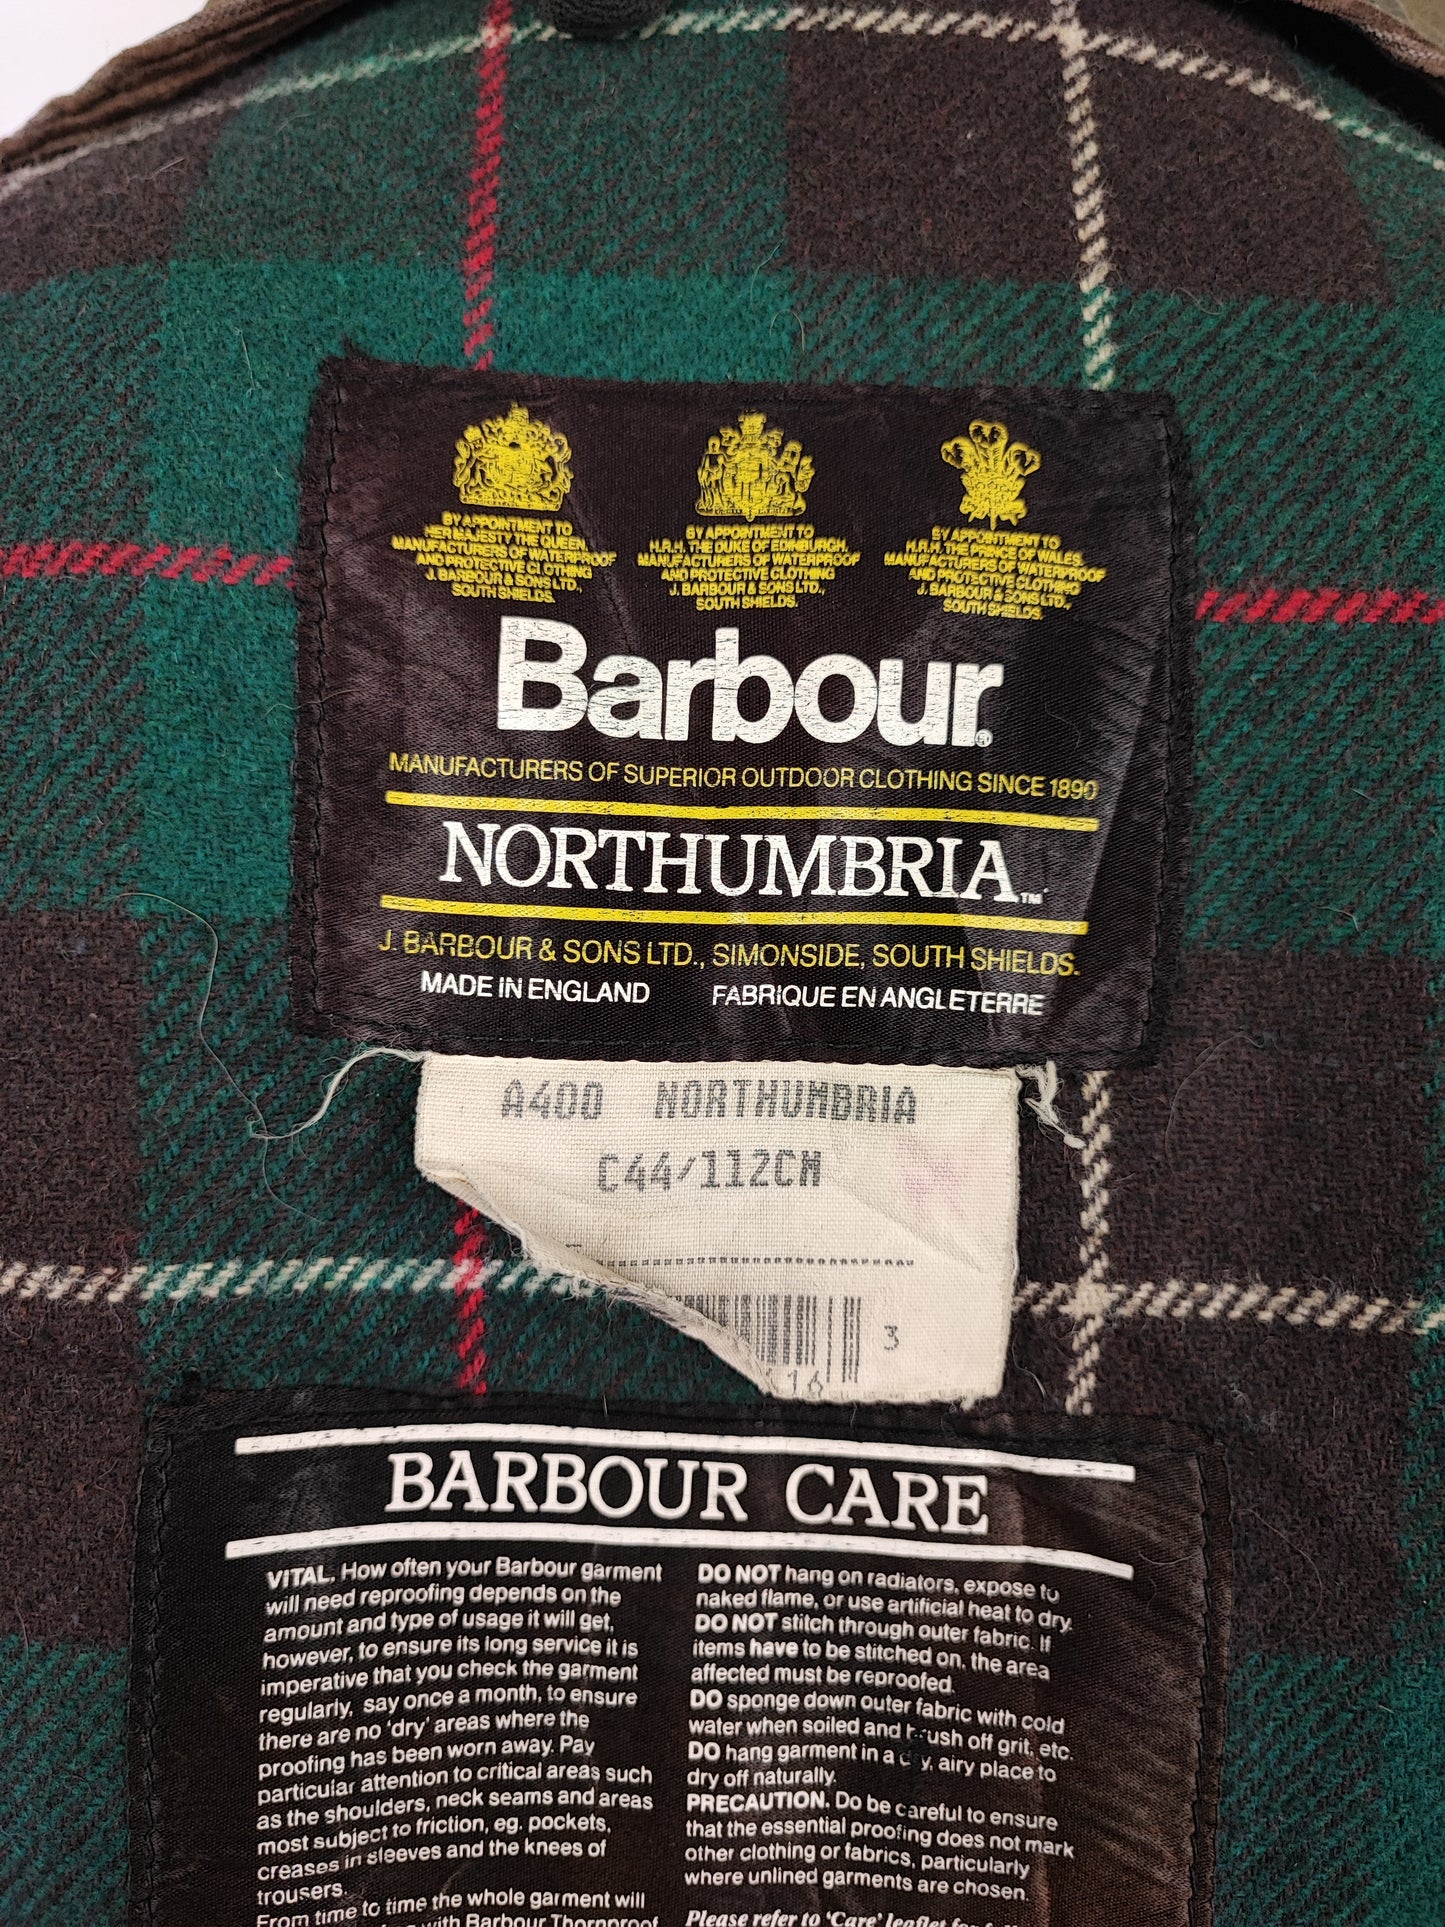 BY APPOINTMENT TO
HER MAJESTY THE QUEEN,
MANUFACTURERS OF WATERPROOF
AND PROTECTIVE CLOTHING
J. BARBOUR & SONS LTD.,
SOUTH SHIELDS.
BY APPOINTMENT TO
H.R.H. THE DUKE OF EDINBURGH,
MANUFACTURERS OF WATERPROOF
AND PROTECTIVE CLOTHING
J. BARBOUR & SONS LTD.,
SOUTH SHIELDS.
BY APPOINTMENT TO
H.R.H. THE PRINCE OF WALES,
MANUFACTURERS OF WATERPROOF
AND PROTECTIVE CLOTHING
J. BARBOUR & SONS LTD.,
SOUTH SHIELDS.
Barbour®
MANUFACTURERS OF SUPERIOR OUTDOOR CLOTHING SINCE 1890
NORTHUMBRIA™
J. BARBOUR & SONS LTD., SIMONSIDE, SOUTH SHIELDS.
MADE IN ENGLAND FABRIQUE EN ANGLETERRE
A400 NORTHUMBRIA
C44/112CM
3
16
BARBOUR CARE
VITAL. How often your Barbour garment
will need reproofing depends on the
amount and type of usage it will get,
however, to ensure its long service it is
imperative that you check the garment
regularly, say once a month, to ensure
there are no 'dry' areas where the
proofing has been worn away. Pay
particular attention to critical areas such
as the shoulders, neck seams and areas
most subject to friction, eg. pockets,
creases in sleeves and the knees of
trousers.
From time to time the whole garment will
with Barbour Thornproof
DO NOT hang on radiators, expose to
naked flame, or use artificial heat to dry.
DO NOT stitch through outer fabric. If
items have to be stitched on, the area
affected must be reproofed.
DO sponge down outer fabric with cold
water when soiled and brush off grit, etc.
DO hang garment in a dry, airy place to
dry off naturally.
PRECAUTION. Do be careful to ensure
that the essential proofing does not mark
other clothing or fabrics, particularly
where unlined garments are chosen.
Please refer to 'Care' leaflet for